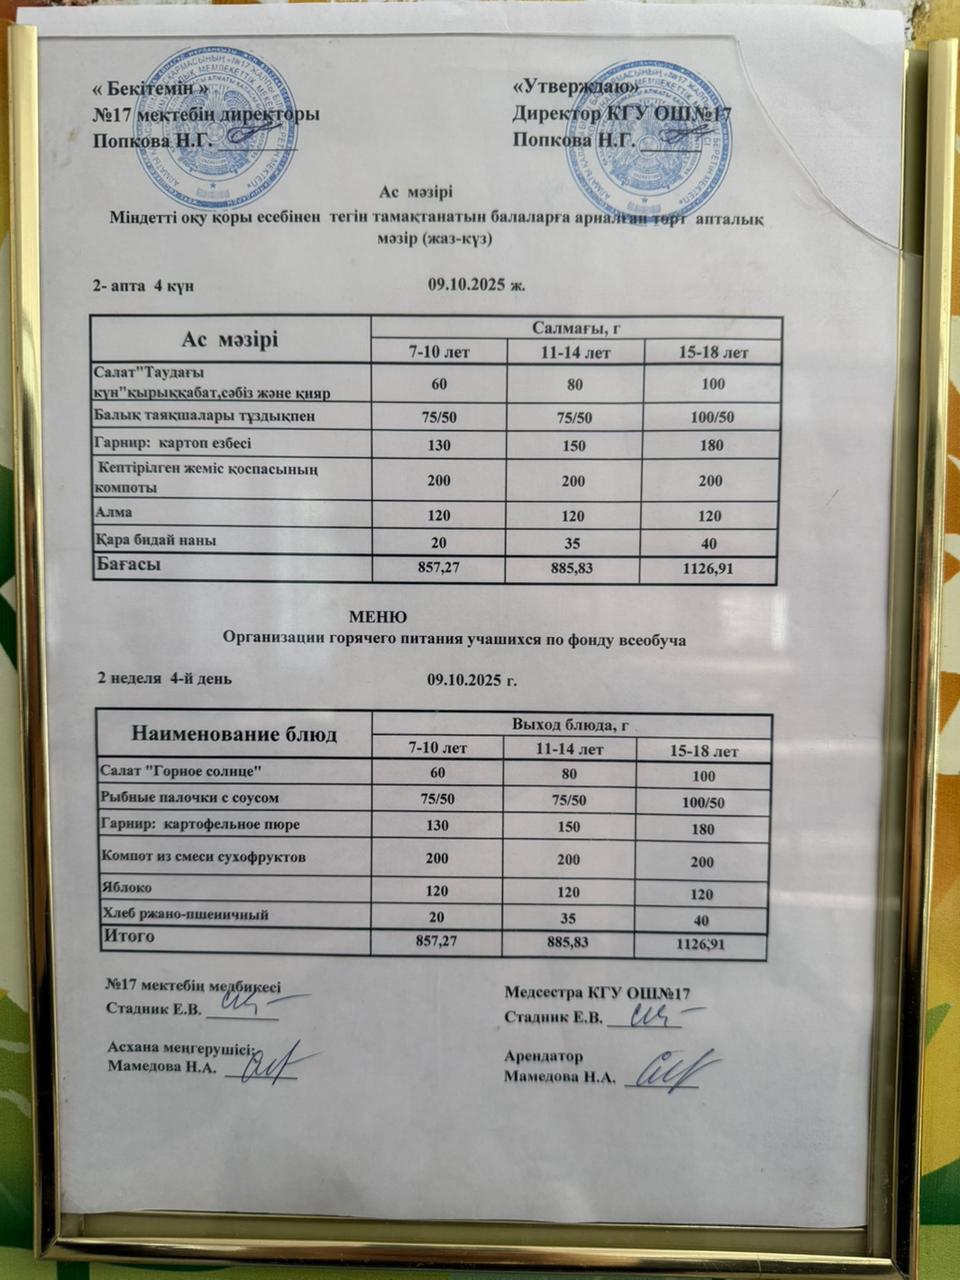 « Бекітемін »
№17 мектебің директоры
Попкова Н.Г.
«Утверждаю»
Директор КГУ ОШ№17
Попкова Н.Г.
Ас мәзірі
Міндетті оқу қоры есебінен тегін тамақтанатын балаларға арналған төрт апталық
мәзір (жаз-күз)
2- апта 4 күн 09.10.2025 ж.
Ас мәзірі Салмағы, г
7-10 лет 11-14 лет 15-18 лет
Салат"Таудағы
күн"қырыққабат,сәбіз және қияр 60 80 100
Балық таяқшалары тұздықпен 75/50 75/50 100/50
Гарнир: картоп езбесі 130 150 180
Кептірілген жеміс қоспасының
компоты 200 200 200
Алма 120 120 120
Қара бидай наны 20 35 40
Бағасы 857,27 885,83 1126,91
МЕНЮ
Организации горячего питания учашихся по фонду всеобуча
2 неделя 4-й день 09.10.2025 г.
Наименование блюд Выход блюда, г
7-10 лет 11-14 лет 15-18 лет
Салат "Горное солнце" 60 80 100
Рыбные палочки с соусом 75/50 75/50 100/50
Гарнир: картофельное пюре 130 150 180
Компот из смеси сухофруктов 200 200 200
Яблоко 120 120 120
Хлеб ржано-пшеничный 20 35 40
Итого 857,27 885,83 1126,91
№17 мектебің медбикесі
Стадник Е.В.
Медсестра КГУ ОШ№17
Стадник Е.В.
Асхана меңгерушісі:
Мамедова Н.А.
Арендатор
Мамедова Н.А.